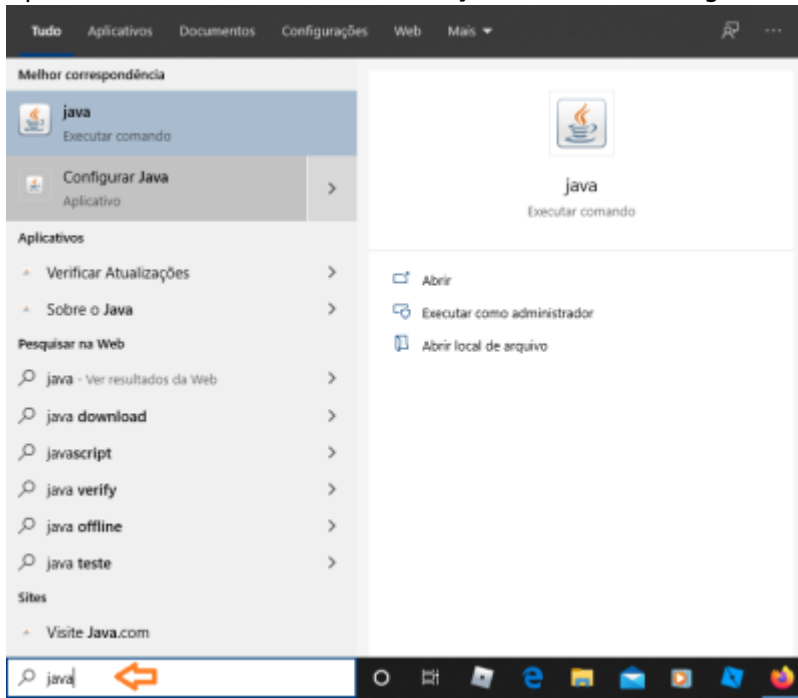 Tudo Aplicativos Documentos Configurações Web Mais
Melhor correspondência
java
Executar comando
Configurar Java
Aplicativo
Aplicativos
Verificar Atualizações
Sobre o Java
Pesquisar na Web
java - Ver resultados da Web
java download
javascript
java verify
java offline
java teste
Sites
Visite Java.com
java
java
Executar comando
Abrir
Executar como administrador
Abrir local de arquivo